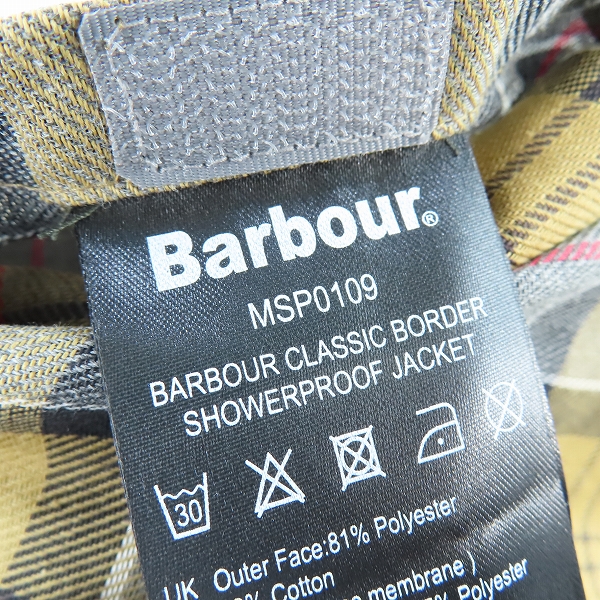 Barbour®
MSP0109
BARBOUR CLASSIC BORDER
SHOWERPROOF JACKET
30
UK Outer Face:81% Polyester
% Cotton
membrane )
% Polyester